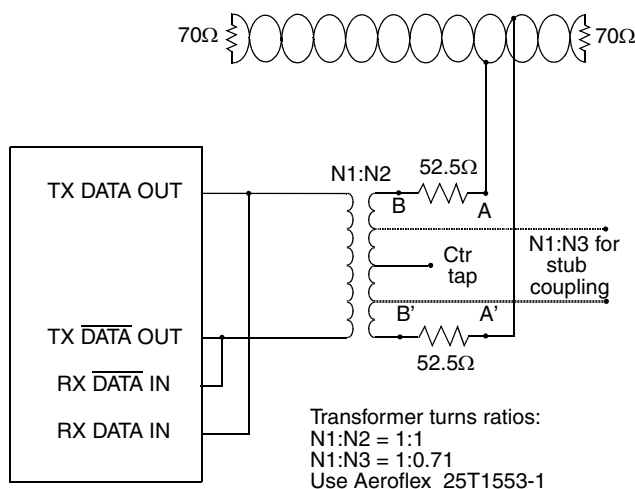 70Ω
70Ω
N1:N2
52.5Ω
TX DATA OUT
B
A
Ctr
tap
N1:N3 for
stub
coupling
TX D̅A̅T̅A̅ OUT
B'
A'
RX D̅A̅T̅A̅ IN
52.5Ω
RX DATA IN
Transformer turns ratios:
N1:N2 = 1:1
N1:N3 = 1:0.71
Use Aeroflex 25T1553-1